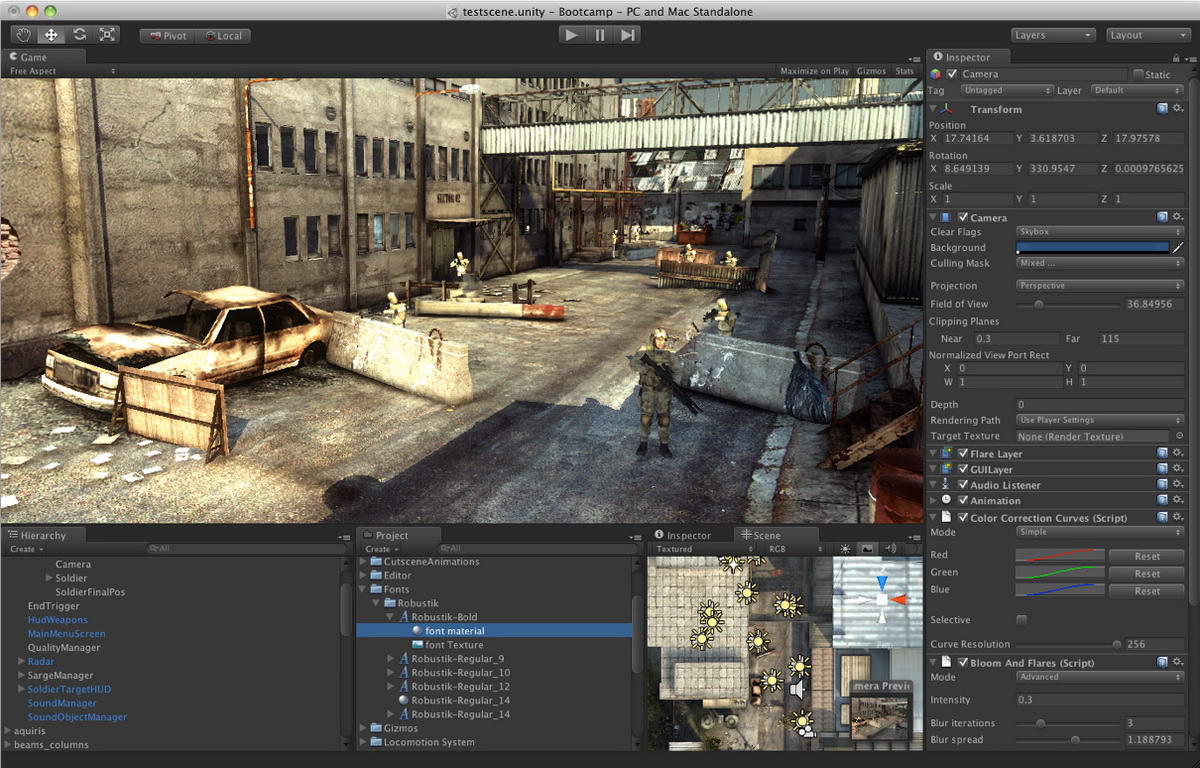 testscene.unity - Bootcamp - PC and Mac Standalone
Pivot Local Layers Layout
Game
Free Aspect Maximize on Play Gizmos Stats
SECTOR 02
Hierarchy
Create All
Camera
Soldier
SoldierFinalPos
EndTrigger
HudWeapons
MainMenuScreen
QualityManager
Radar
SargeManager
SoldierTargetHUD
SoundManager
SoundObjectManager
aquiris
beams_columns
Project
Create All
CutsceneAnimations
Editor
Fonts
Robustik
Robustik-Bold
font material
font Texture
Robustik-Regular_9
Robustik-Regular_10
Robustik-Regular_12
Robustik-Regular_14
Robustik-Regular_14
Gizmos
Locomotion System
Inspector Scene
Textured RGB
Z
mera Previ
Inspector
Camera Static
Tag Untagged Layer Default
Transform
Position
X 17.74164 Y 3.618703 Z 17.97578
Rotation
X 8.649139 Y 330.9547 Z 0.0009765625
Scale
X 1 Y 1 Z 1
Camera
Clear Flags Skybox
Background
Culling Mask Mixed ...
Projection Perspective
Field of View 36.84956
Clipping Planes
Near 0.3 Far 115
Normalized View Port Rect
X 0 Y 0
W 1 H 1
Depth 0
Rendering Path Use Player Settings
Target Texture None (Render Texture)
Flare Layer
GUILayer
Audio Listener
Animation
Color Correction Curves (Script)
Mode Simple
Red Reset
Green Reset
Blue Reset
Selective
Curve Resolution 256
Bloom And Flares (Script)
Mode Advanced
Intensity 0.3
Blur iterations 3
Blur spread 1.188793